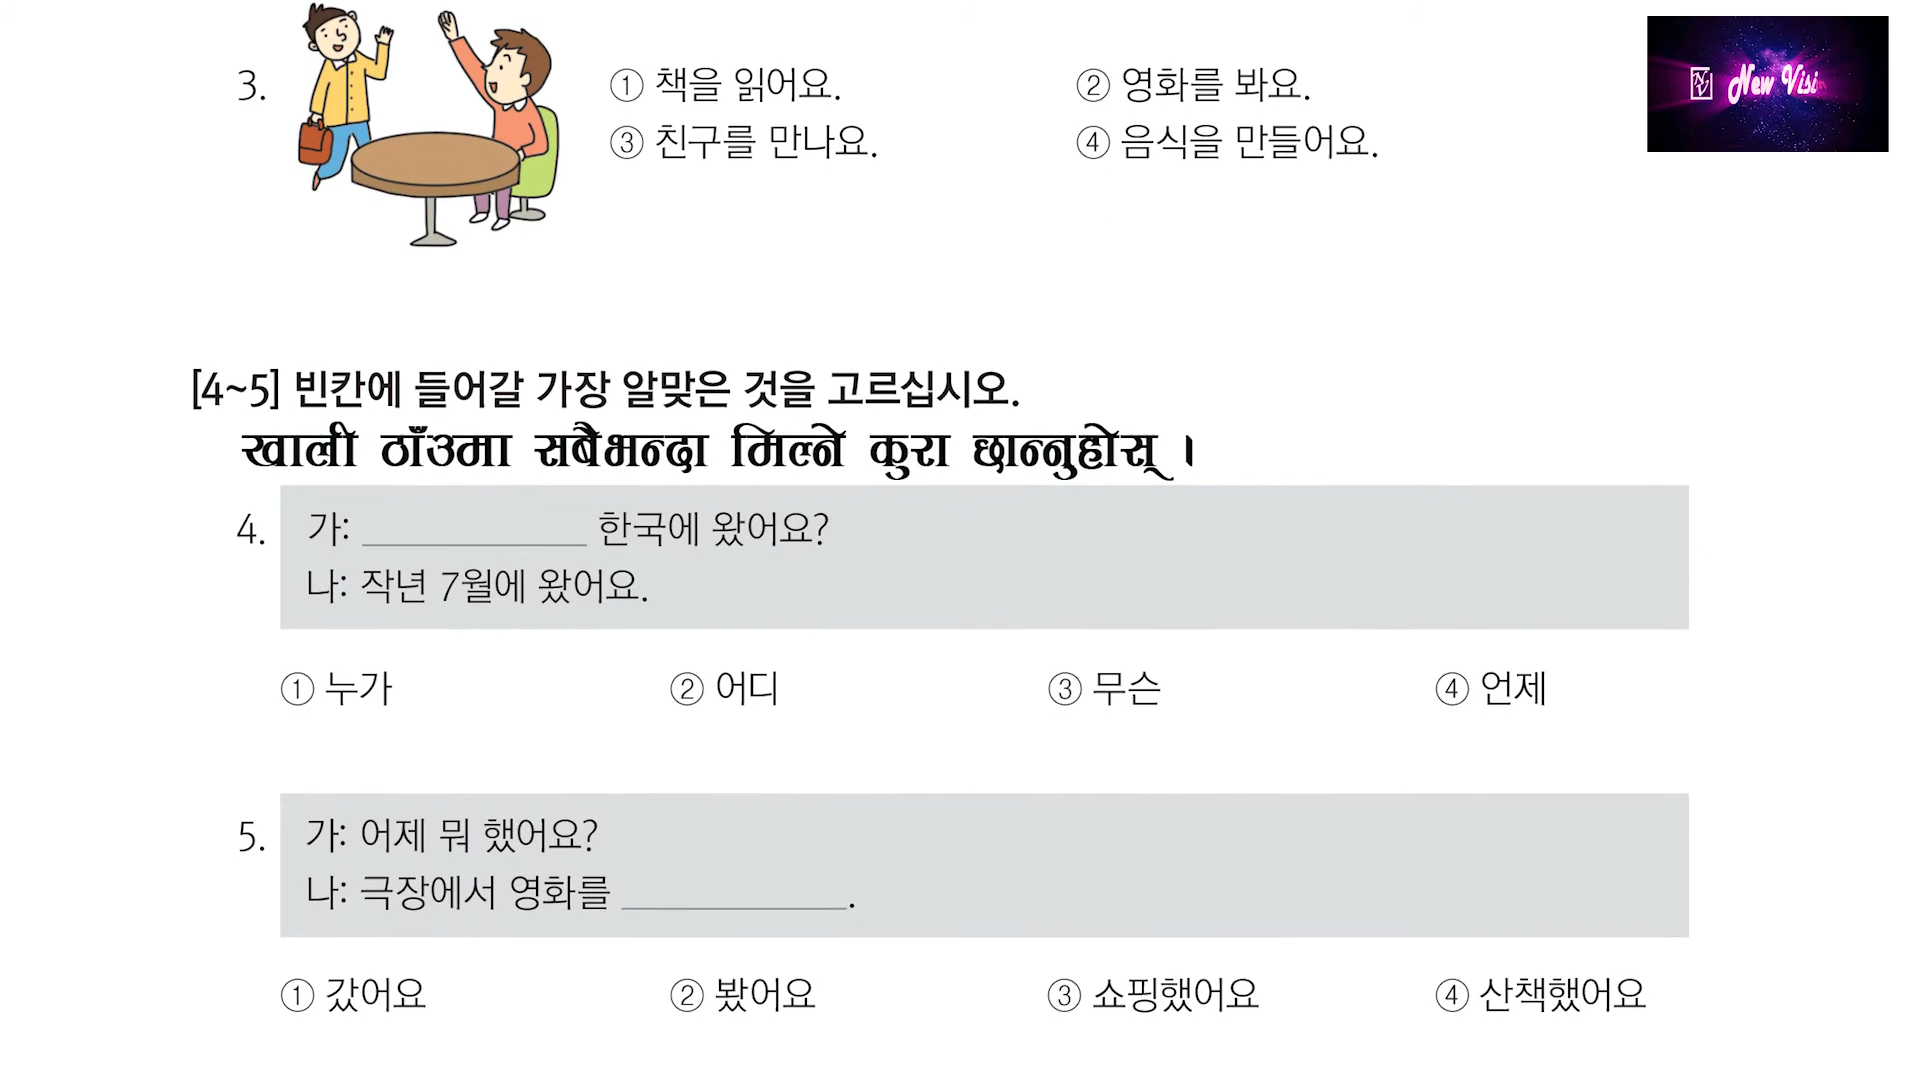 3.
① 책을 읽어요. ② 영화를 봐요.
③ 친구를 만나요. ④ 음식을 만들어요.
New Visi
[4~5] 빈칸에 들어갈 가장 알맞은 것을 고르십시오.
खाली ठाँउमा सबैभन्दा मिल्ने कुरा छान्नुहोस् ।
4. 가: ____________ 한국에 왔어요?
나: 작년 7월에 왔어요.
① 누가 ② 어디 ③ 무슨 ④ 언제
5. 가: 어제 뭐 했어요?
나: 극장에서 영화를 ____________.
① 갔어요 ② 봤어요 ③ 쇼핑했어요 ④ 산책했어요